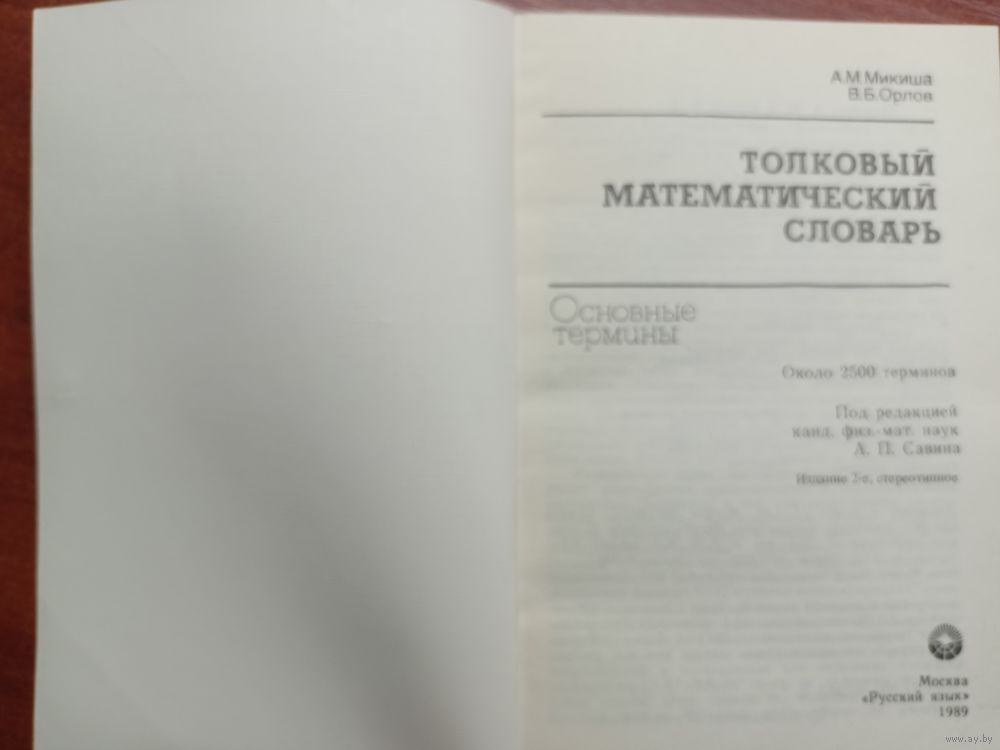 А.М.Микиша
В.Б.Орлов
ТОЛКОВЫЙ
МАТЕМАТИЧЕСКИЙ
СЛОВАРЬ
Основные
термины
Около 2500 терминов
Под редакцией
канд. физ.-мат. наук
А. П. Савина
Издание 2-е, стереотипное
Москва
«Русский язык»
1989
www.ay.by